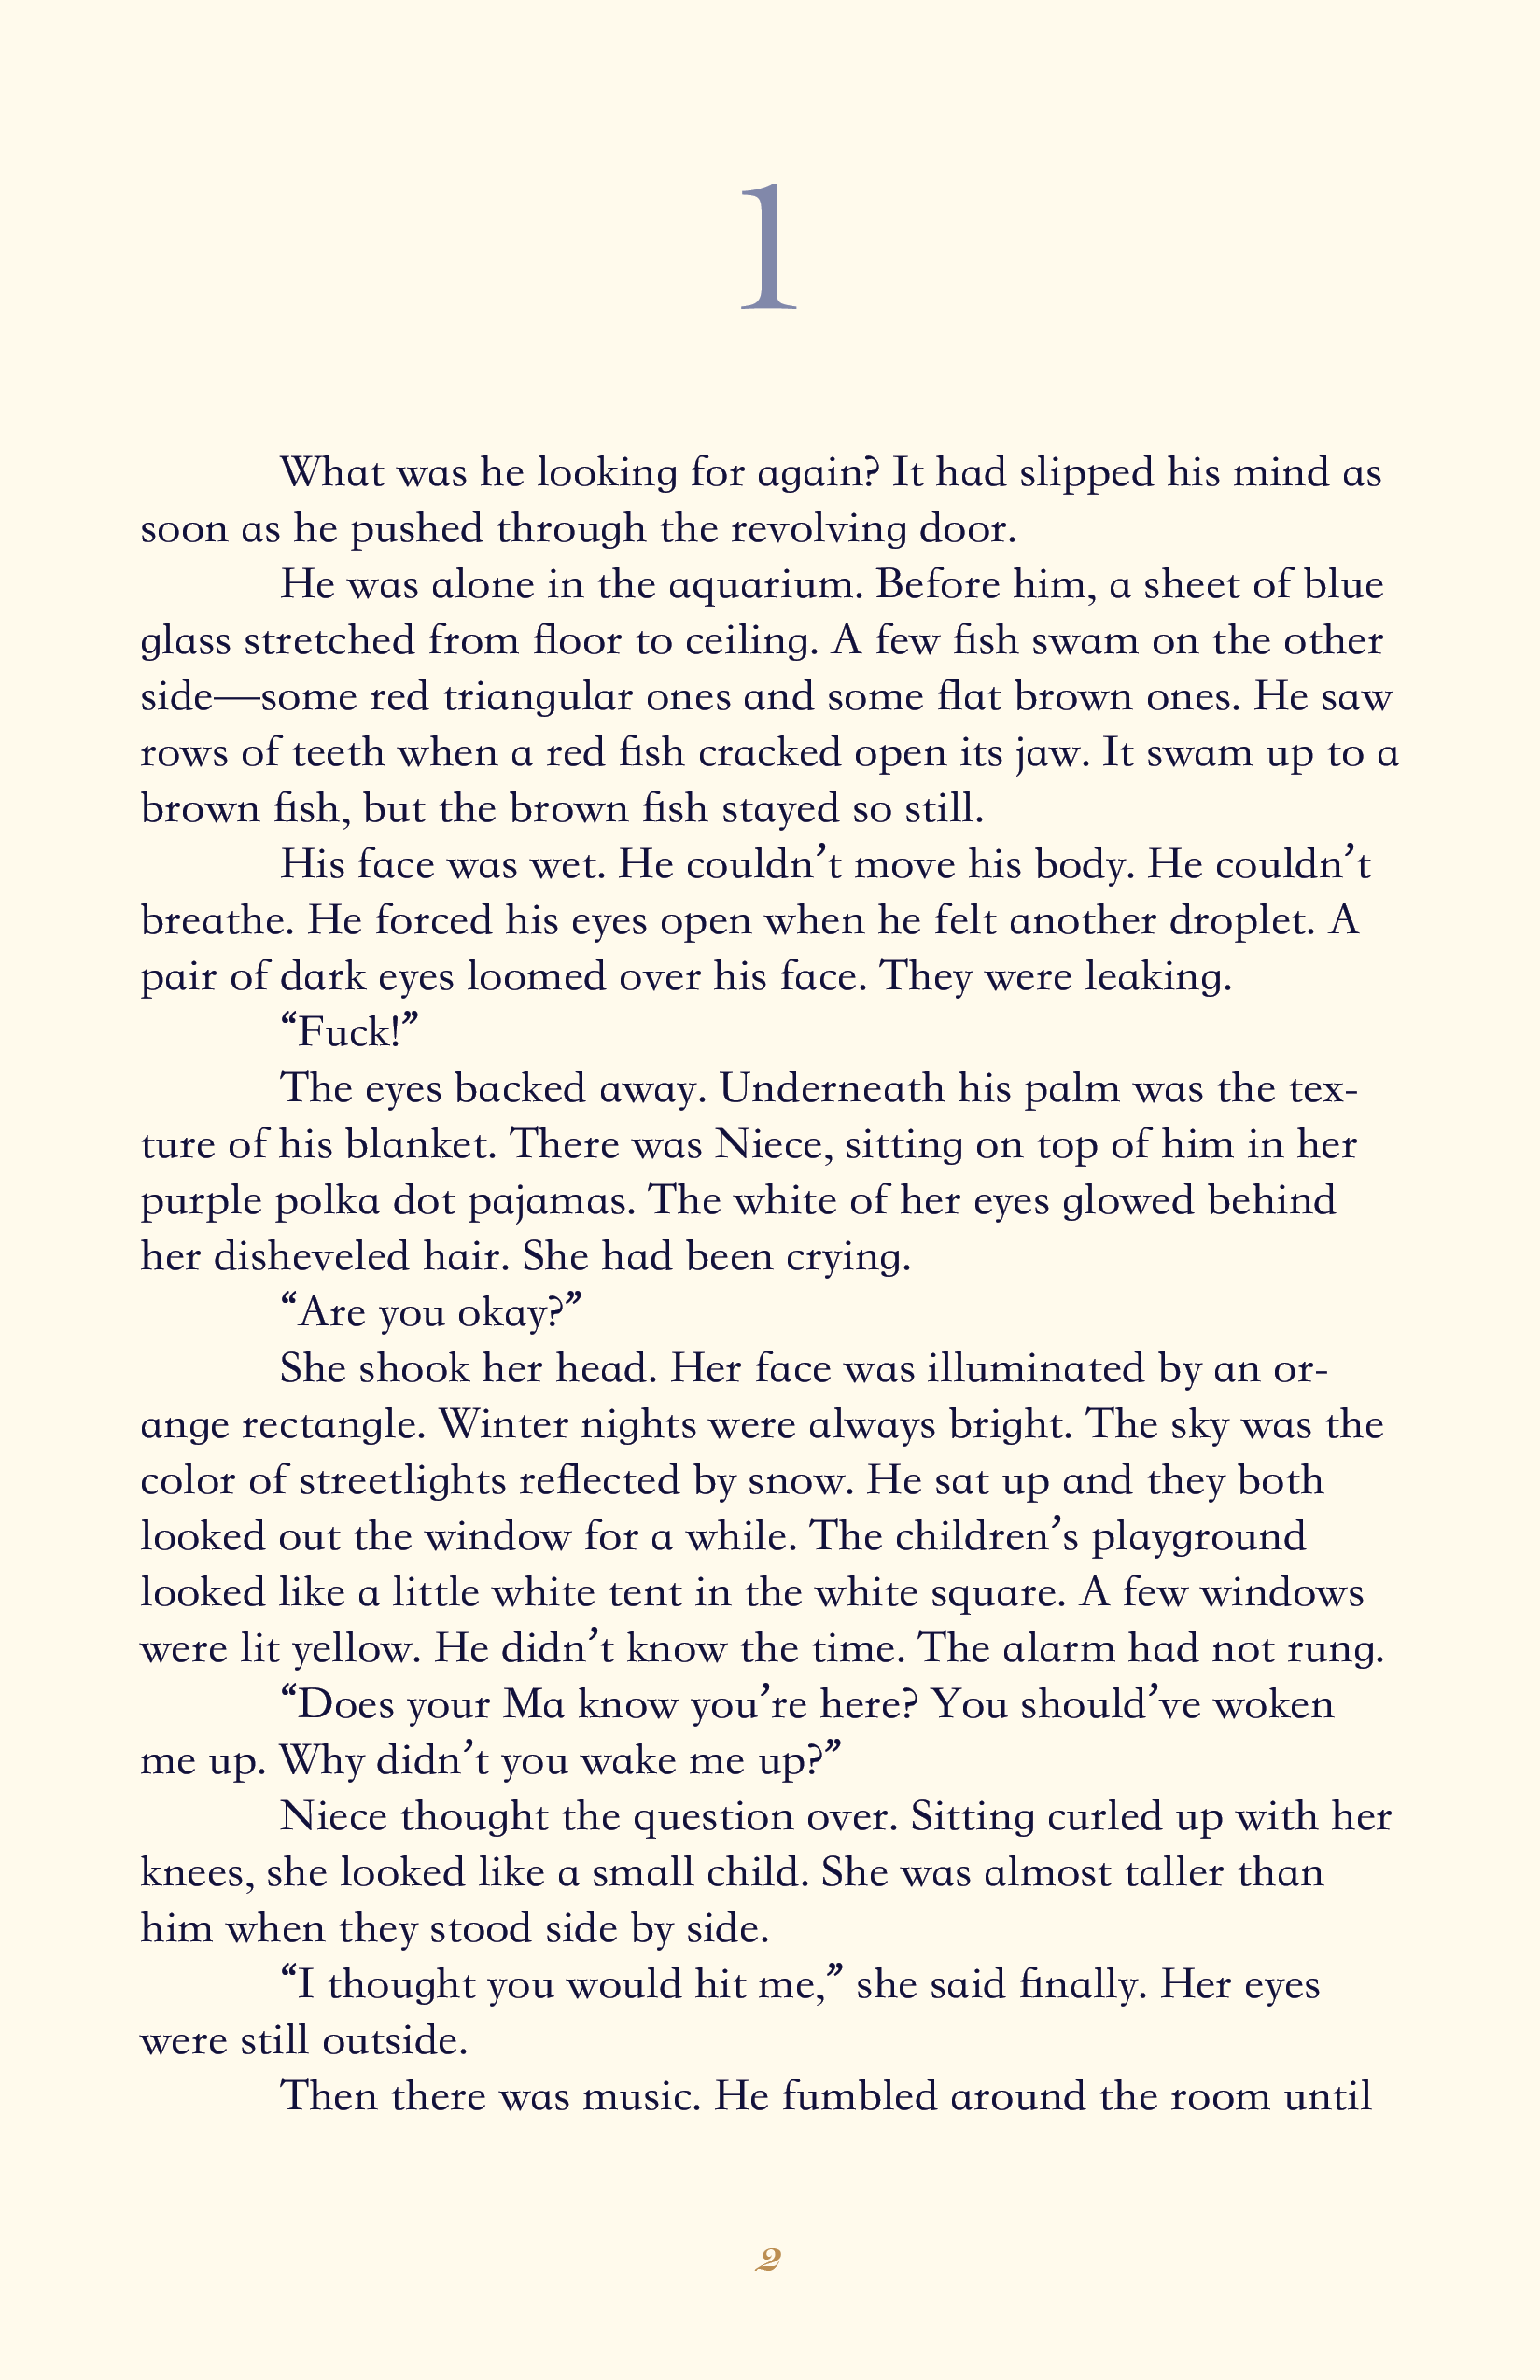 1
What was he looking for again? It had slipped his mind as
soon as he pushed through the revolving door.
He was alone in the aquarium. Before him, a sheet of blue
glass stretched from floor to ceiling. A few fish swam on the other
side—some red triangular ones and some flat brown ones. He saw
rows of teeth when a red fish cracked open its jaw. It swam up to a
brown fish, but the brown fish stayed so still.
His face was wet. He couldn’t move his body. He couldn’t
breathe. He forced his eyes open when he felt another droplet. A
pair of dark eyes loomed over his face. They were leaking.
“Fuck!”
The eyes backed away. Underneath his palm was the tex-
ture of his blanket. There was Niece, sitting on top of him in her
purple polka dot pajamas. The white of her eyes glowed behind
her disheveled hair. She had been crying.
“Are you okay?”
She shook her head. Her face was illuminated by an or-
ange rectangle. Winter nights were always bright. The sky was the
color of streetlights reflected by snow. He sat up and they both
looked out the window for a while. The children’s playground
looked like a little white tent in the white square. A few windows
were lit yellow. He didn’t know the time. The alarm had not rung.
“Does your Ma know you’re here? You should’ve woken
me up. Why didn’t you wake me up?”
Niece thought the question over. Sitting curled up with her
knees, she looked like a small child. She was almost taller than
him when they stood side by side.
“I thought you would hit me,” she said finally. Her eyes
were still outside.
Then there was music. He fumbled around the room until
2